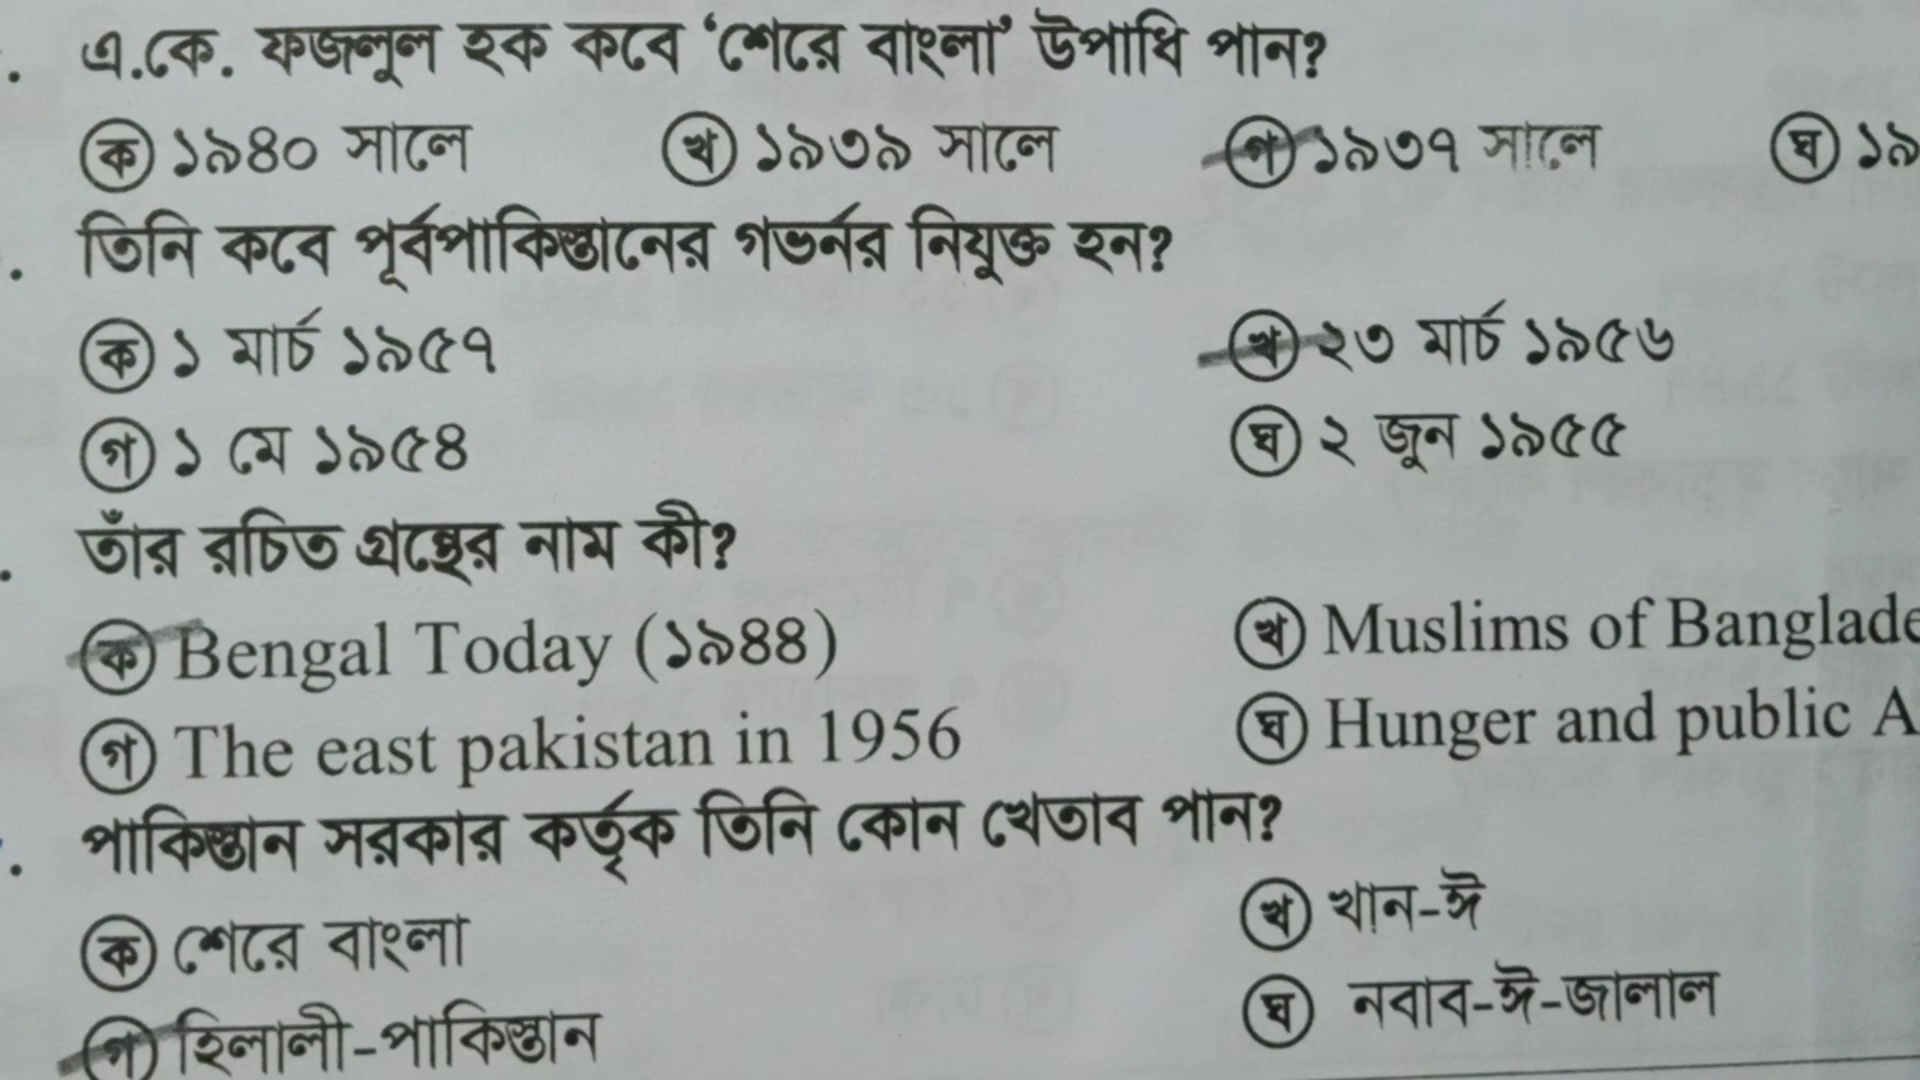 . এ.কে. ফজলুল হক কবে ‘শেরে বাংলা’ উপাধি পান?
ক ১৯৪০ সালে খ ১৯৩৯ সালে গ ১৯৩৭ সালে ঘ ১৯
. তিনি কবে পূর্বপাকিস্তানের গভর্নর নিযুক্ত হন?
ক ১ মার্চ ১৯৫৭ খ ২৩ মার্চ ১৯৫৬
গ ১ মে ১৯৫৪ ঘ ২ জুন ১৯৫৫
. তাঁর রচিত গ্রন্থের নাম কী?
ক Bengal Today (১৯৪৪) খ Muslims of Banglade
গ The east pakistan in 1956 ঘ Hunger and public A
. পাকিস্তান সরকার কর্তৃক তিনি কোন খেতাব পান?
ক শেরে বাংলা খ খান-ঈ
গ হিলালী-পাকিস্তান ঘ নবাব-ঈ-জালাল